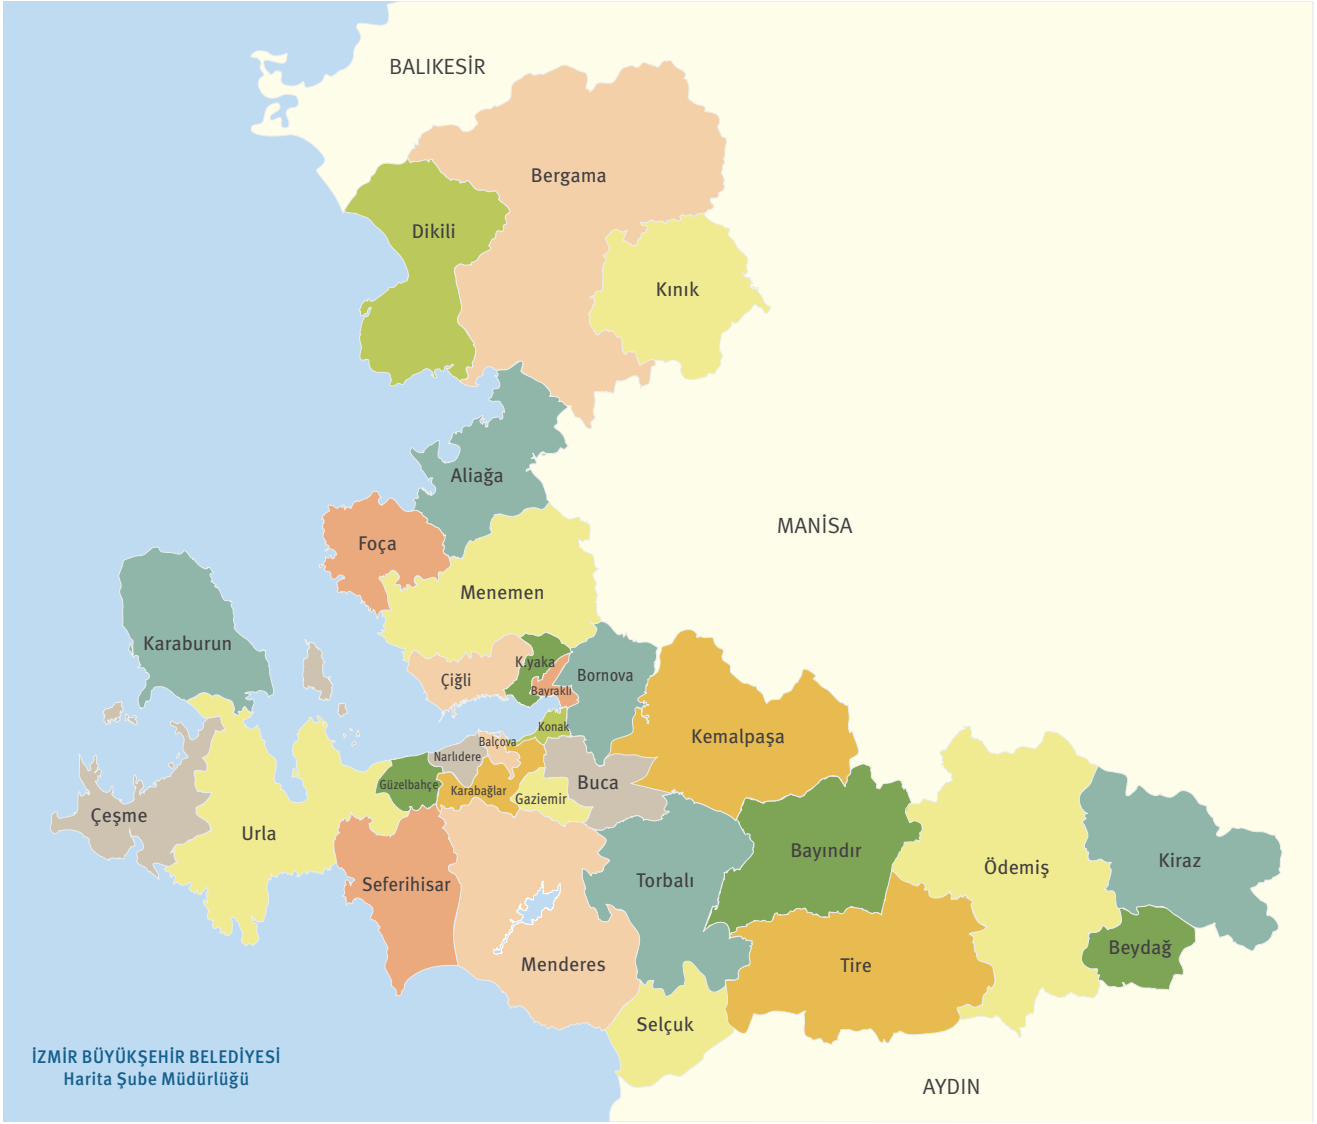 BALIKESİR
Bergama
Dikili
Kınık
Aliağa
MANİSA
Foça
Menemen
Karaburun
K.yaka
Bornova
Çiğli
Bayraklı
Konak
Kemalpaşa
Balçova
Narlıdere
Güzelbahçe
Buca
Karabağlar
Gaziemir
Çeşme
Urla
Bayındır
Kiraz
Ödemiş
Torbalı
Seferihisar
Beydağ
Menderes
Tire
Selçuk
İZMİR BÜYÜKŞEHİR BELEDİYESİ
Harita Şube Müdürlüğü
AYDIN